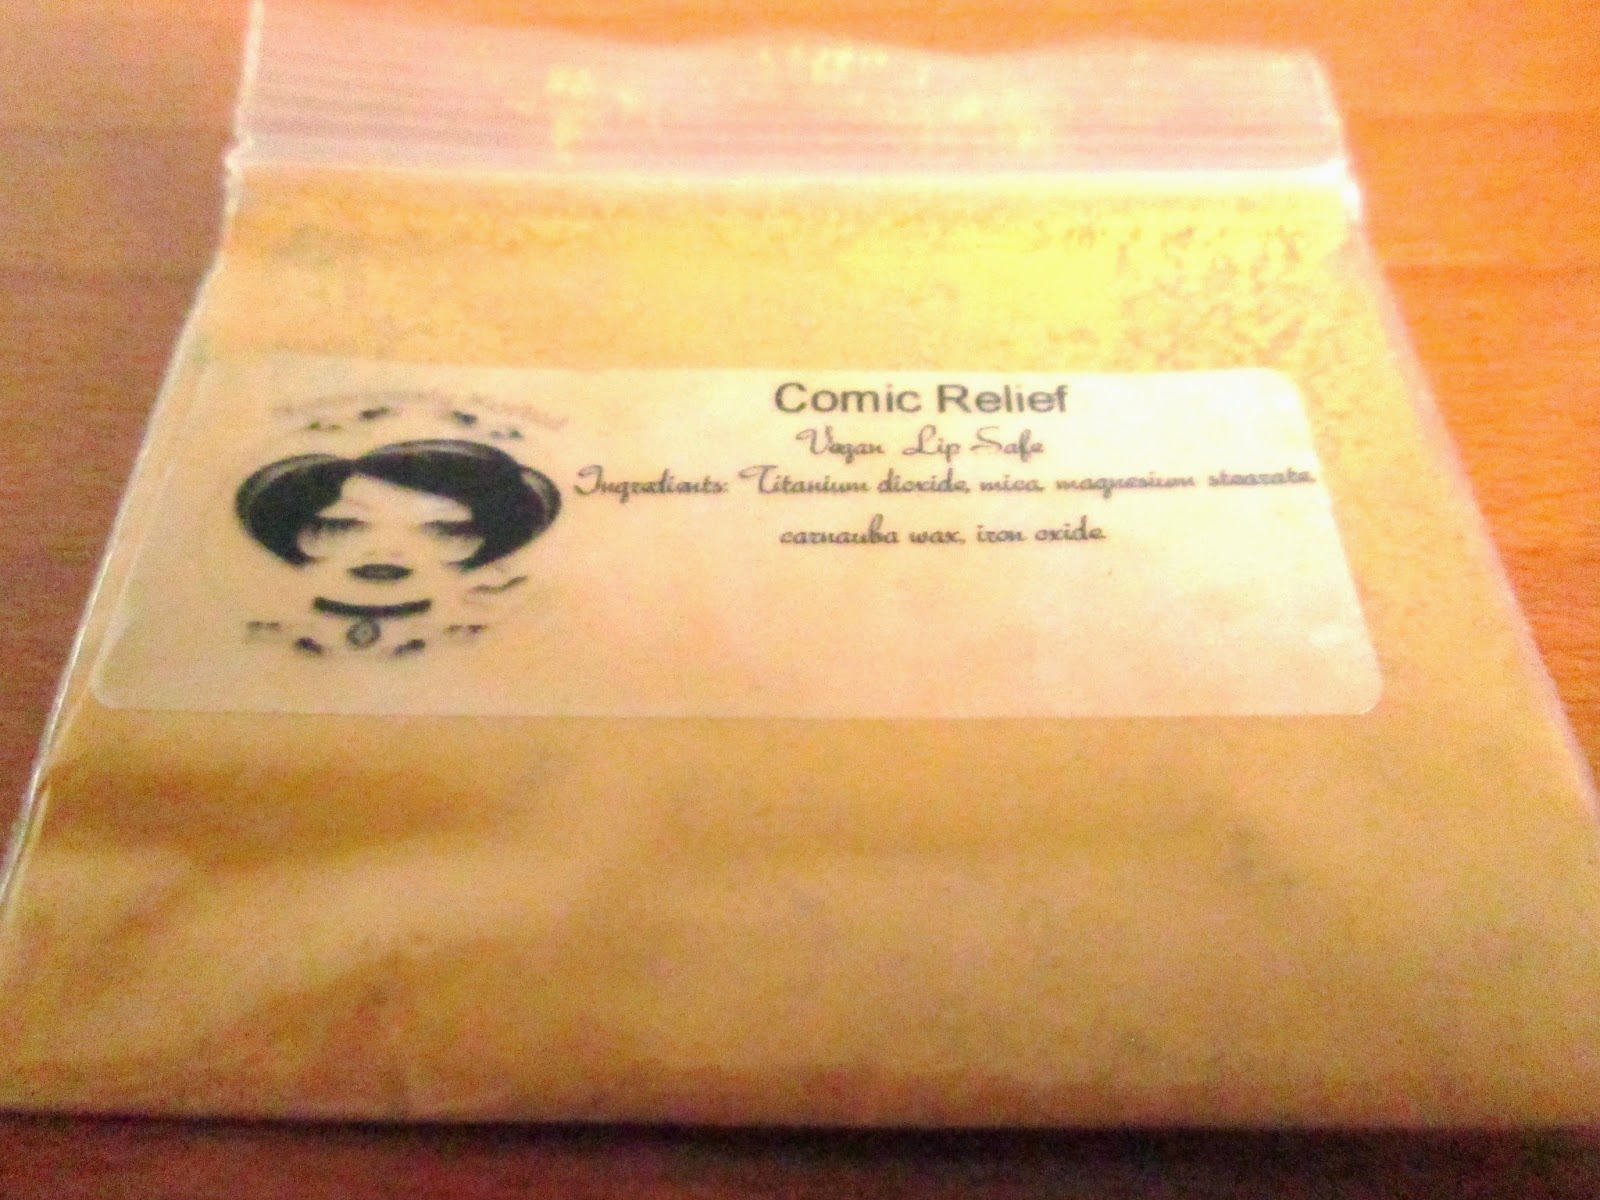 Comic Relief
Vegan Lip Safe
Ingredients: Titanium dioxide, mica, magnesium stearate,
carnauba wax, iron oxide.